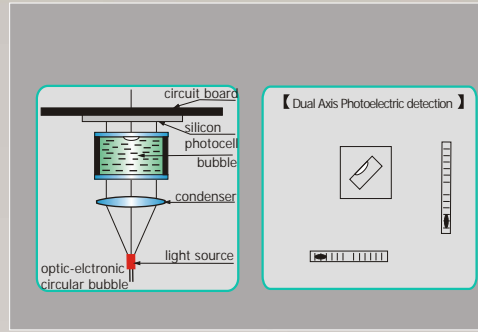 circuit board
silicon
photocell
bubble
condenser
light source
optic-elctronic
circular bubble
【 Dual Axis Photoelectric detection 】